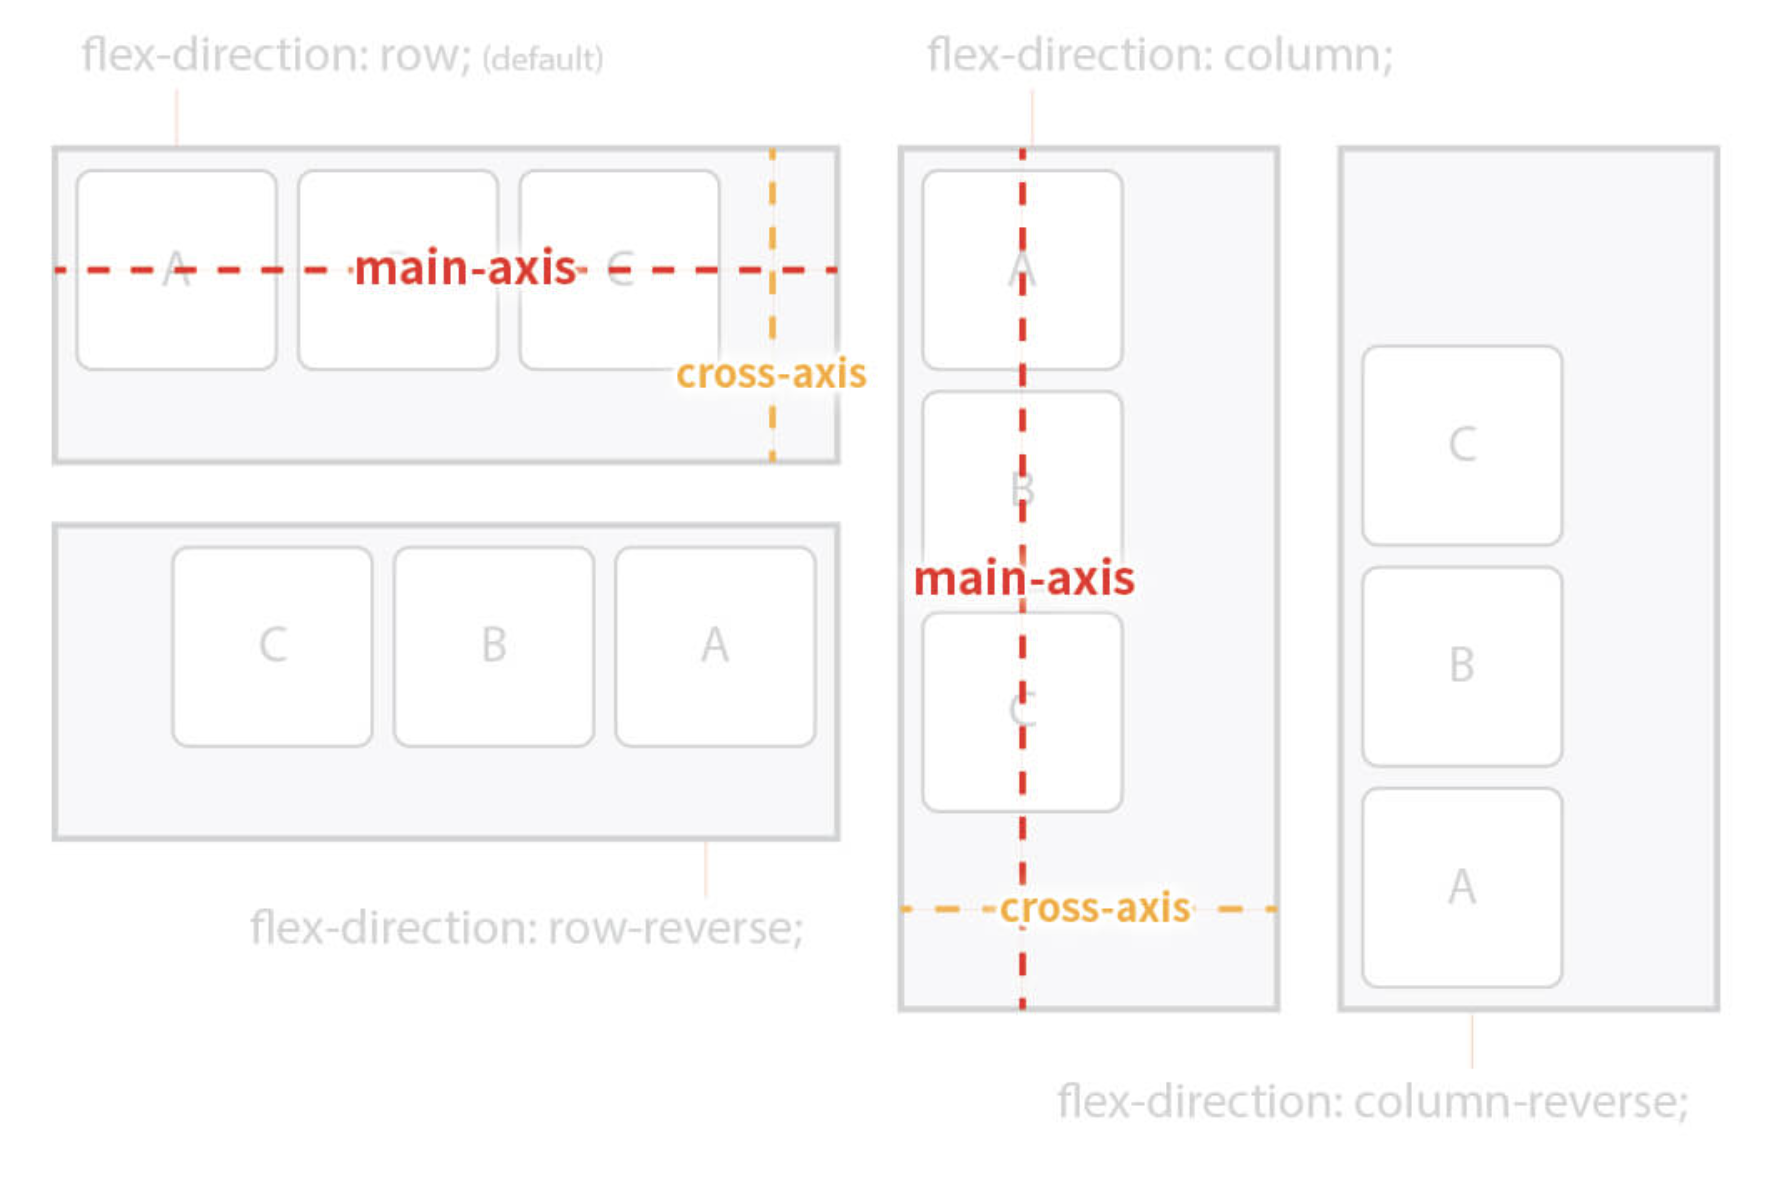 flex-direction: row; (default)
A
main-axis
C
cross-axis
C
B
A
flex-direction: row-reverse;
flex-direction: column;
A
B
main-axis
C
cross-axis
C
B
A
flex-direction: column-reverse;